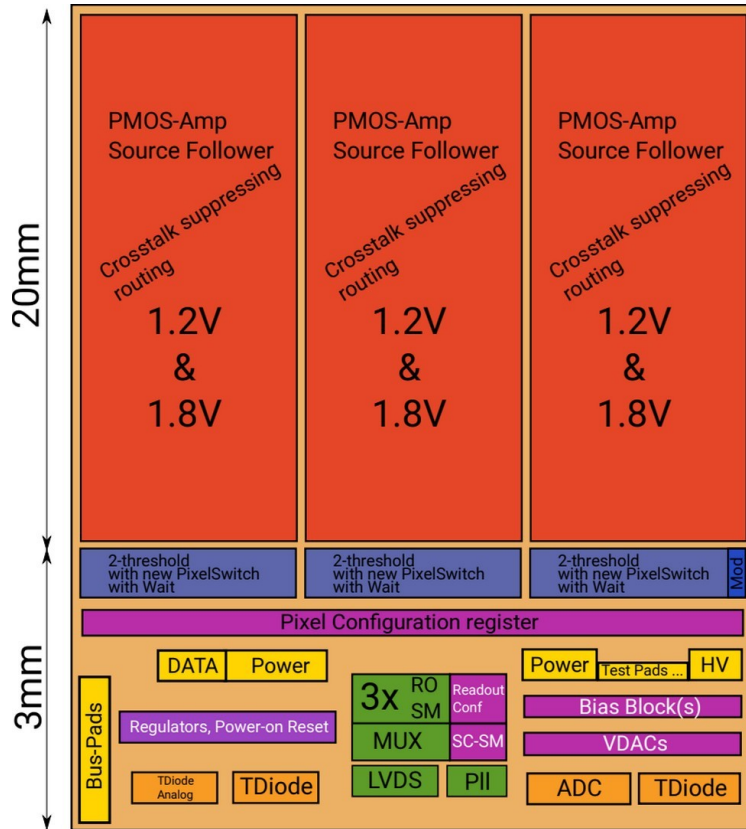 20mm
PMOS-Amp
Source Follower
Crosstalk suppressing
routing
1.2V
&
1.8V
PMOS-Amp
Source Follower
Crosstalk suppressing
routing
1.2V
&
1.8V
PMOS-Amp
Source Follower
Crosstalk suppressing
routing
1.2V
&
1.8V
3mm
2-threshold
with new PixelSwitch
with Wait
2-threshold
with new PixelSwitch
with Wait
2-threshold
with new PixelSwitch
with Wait
Mod
Pixel Configuration register
DATA
Power
Power
Test Pads ...
HV
Bus-Pads
Regulators, Power-on Reset
3x
RO
SM
Readout
Conf
MUX
SC-SM
LVDS
Pll
Bias Block(s)
VDACs
TDiode
Analog
TDiode
ADC
TDiode